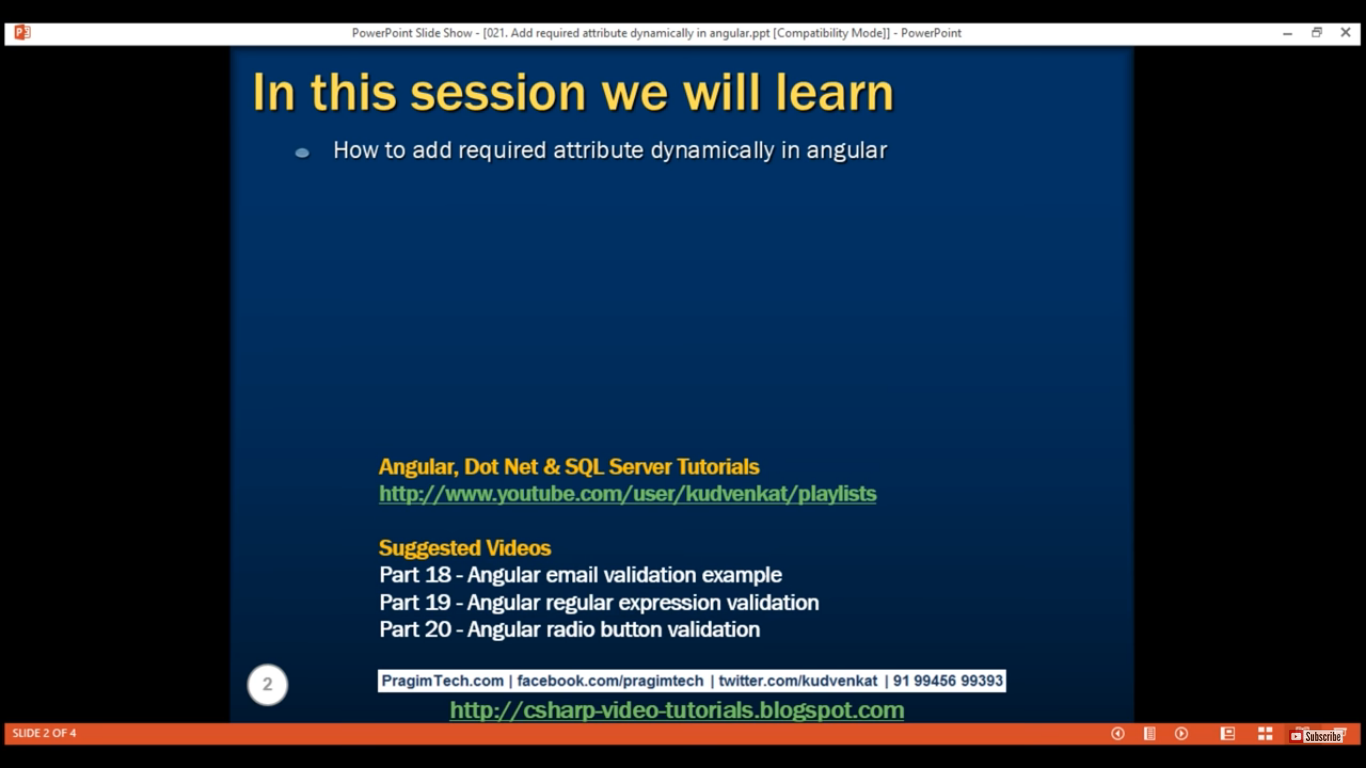 PowerPoint Slide Show - [021. Add required attribute dynamically in angular.ppt [Compatibility Mode]] - PowerPoint
In this session we will learn
How to add required attribute dynamically in angular
Angular, Dot Net & SQL Server Tutorials
http://www.youtube.com/user/kudvenkat/playlists
Suggested Videos
Part 18 - Angular email validation example
Part 19 - Angular regular expression validation
Part 20 - Angular radio button validation
2
PragimTech.com | facebook.com/pragimtech | twitter.com/kudvenkat | 91 99456 99393
http://csharp-video-tutorials.blogspot.com
SLIDE 2 OF 4
Subscribe